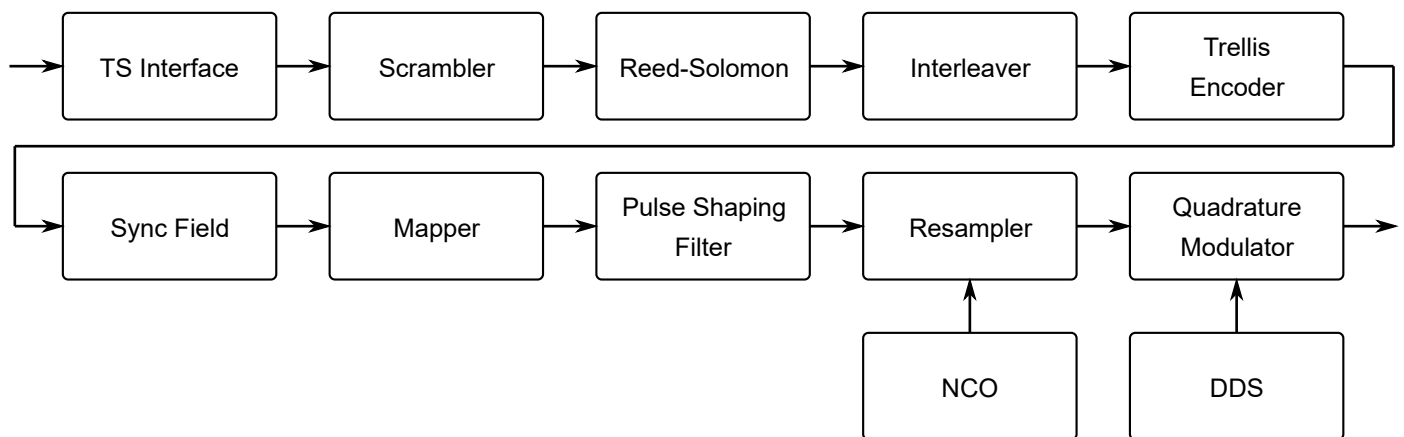 TS Interface
Scrambler
Reed-Solomon
Interleaver
Trellis
Encoder
Sync Field
Mapper
Pulse Shaping
Filter
Resampler
Quadrature
Modulator
NCO
DDS